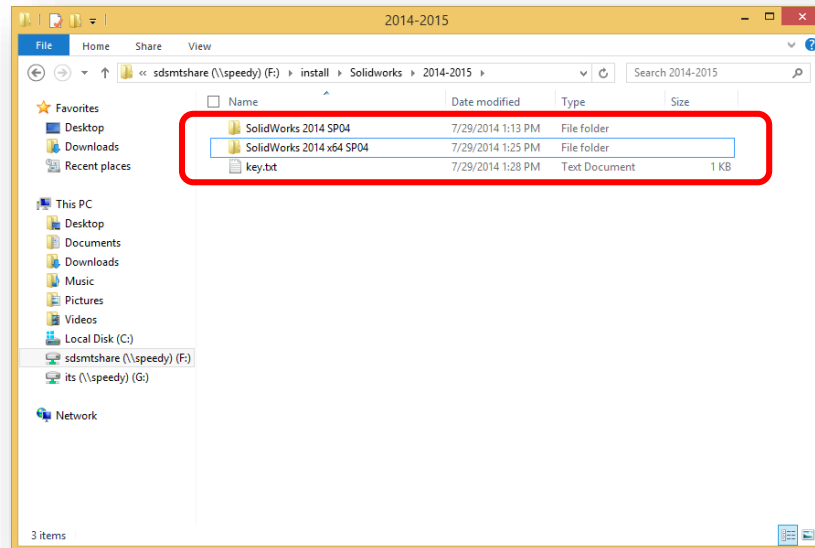 2014-2015
File Home Share View
« sdsmtshare (\\speedy) (F:) install Solidworks 2014-2015
Search 2014-2015
Name Date modified Type Size
SolidWorks 2014 SP04 7/29/2014 1:13 PM File folder
SolidWorks 2014 x64 SP04 7/29/2014 1:25 PM File folder
key.txt 7/29/2014 1:28 PM Text Document 1 KB
Favorites
Desktop
Downloads
Recent places
This PC
Desktop
Documents
Downloads
Music
Pictures
Videos
Local Disk (C:)
sdsmtshare (\\speedy) (F:)
its (\\speedy) (G:)
Network
3 items